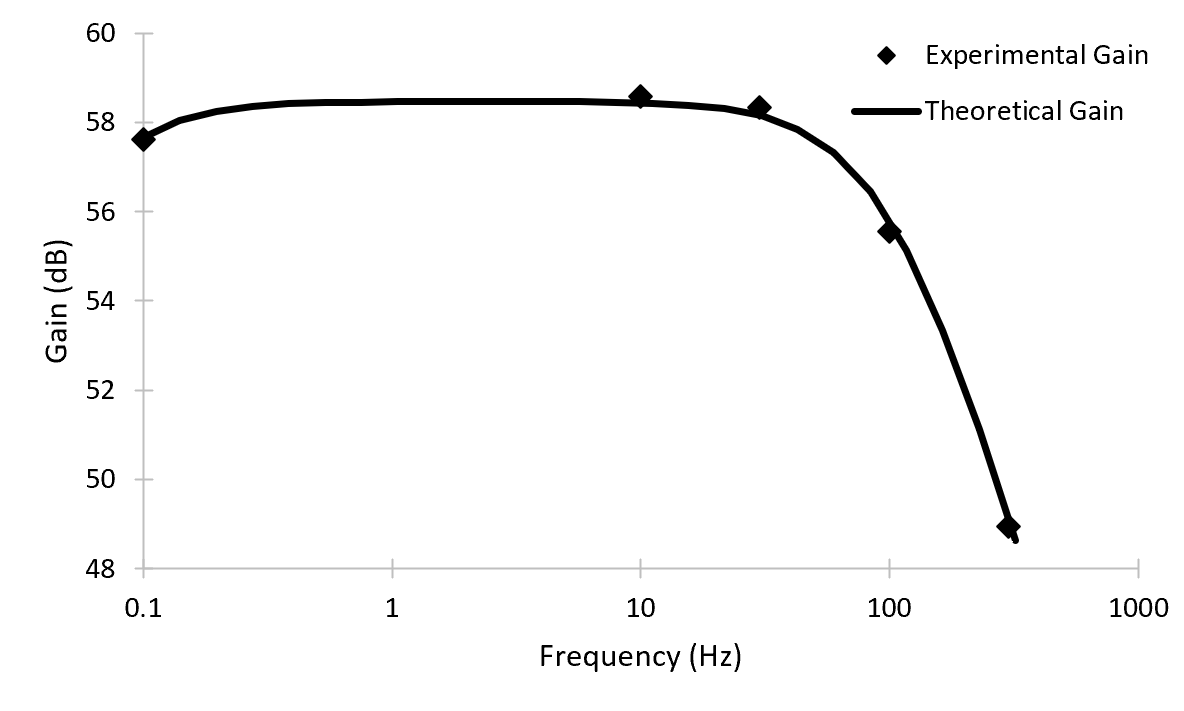 60
58
56
54
52
50
48
Gain (dB)
0.1 1 10 100 1000
Frequency (Hz)
Experimental Gain
Theoretical Gain